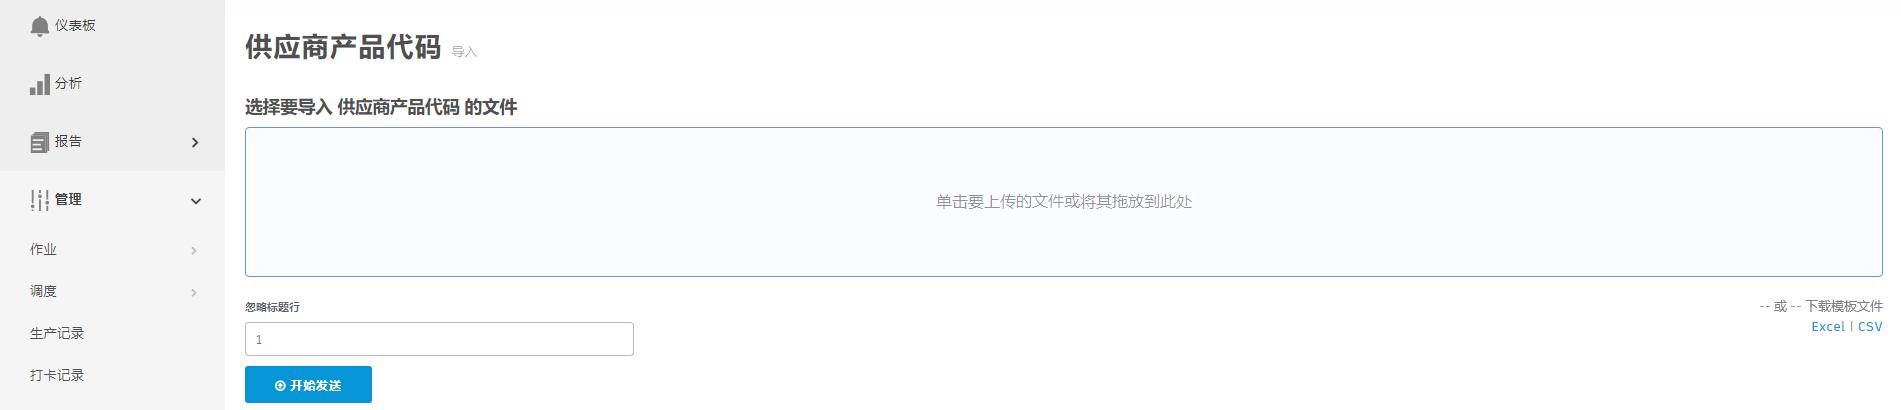 仪表板
分析
报告
管理
作业
调度
生产记录
打卡记录
供应商产品代码 导入
选择要导入 供应商产品代码 的文件
单击要上传的文件或将其拖放到此处
忽略标题行
1
开始发送
-- 或 -- 下载模板文件
Excel | CSV